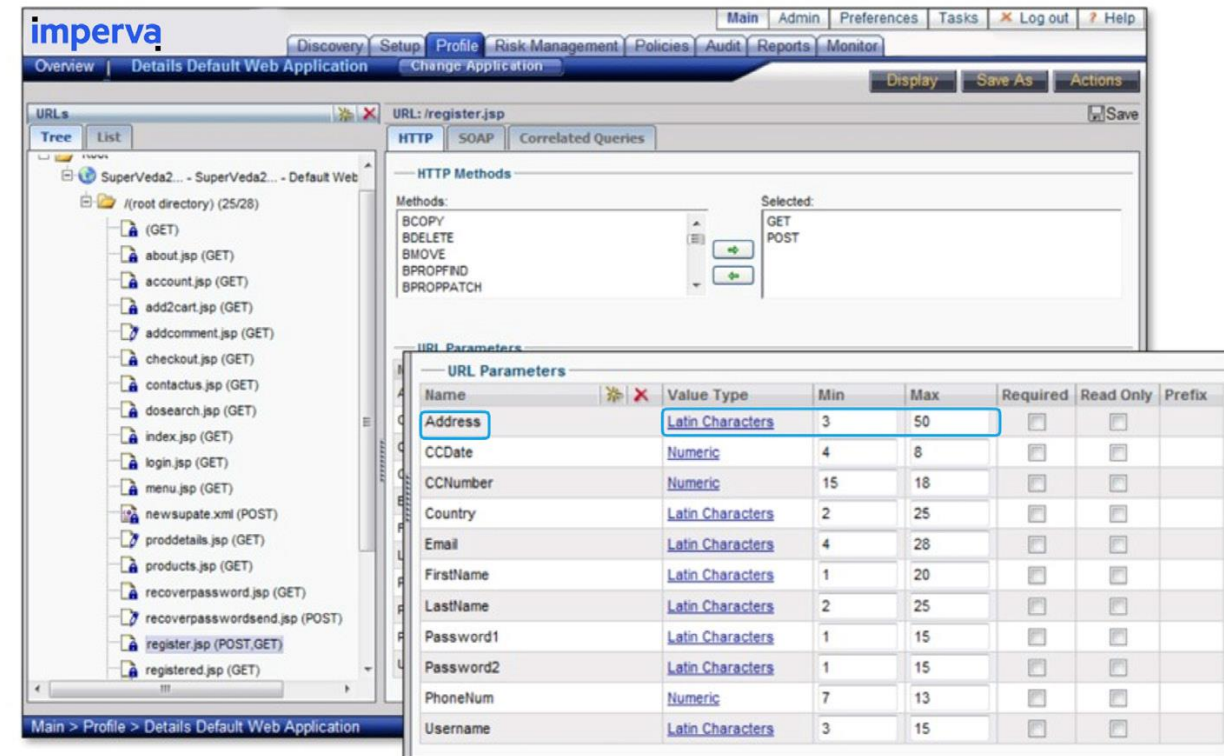 imperva
Main Admin Preferences Tasks Log out ? Help
Discovery Setup Profile Risk Management Policies Audit Reports Monitor
Overview | Details Default Web Application Change Application
Display Save As Actions
URLs
Tree List
Root
SuperVeda2... - SuperVeda2... - Default Web
/(root directory) (25/28)
(GET)
about.jsp (GET)
account.jsp (GET)
add2cart.jsp (GET)
addcomment.jsp (GET)
checkout.jsp (GET)
contactus.jsp (GET)
dosearch.jsp (GET)
index.jsp (GET)
login.jsp (GET)
menu.jsp (GET)
newsupate.xml (POST)
proddetails.jsp (GET)
products.jsp (GET)
recoverpassword.jsp (GET)
recoverpasswordsend.jsp (POST)
register.jsp (POST,GET)
registered.jsp (GET)
URL: /register.jsp Save
HTTP SOAP Correlated Queries
HTTP Methods
Methods: Selected:
BCOPY GET
BDELETE POST
BMOVE
BPROPFIND
BPROPPATCH
URL Parameters
URL Parameters
Name Value Type Min Max Required Read Only Prefix
Address Latin Characters 3 50
CCDate Numeric 4 8
CCNumber Numeric 15 18
Country Latin Characters 2 25
Email Latin Characters 4 28
FirstName Latin Characters 1 20
LastName Latin Characters 2 25
Password1 Latin Characters 1 15
Password2 Latin Characters 1 15
PhoneNum Numeric 7 13
Username Latin Characters 3 15
Main > Profile > Details Default Web Application